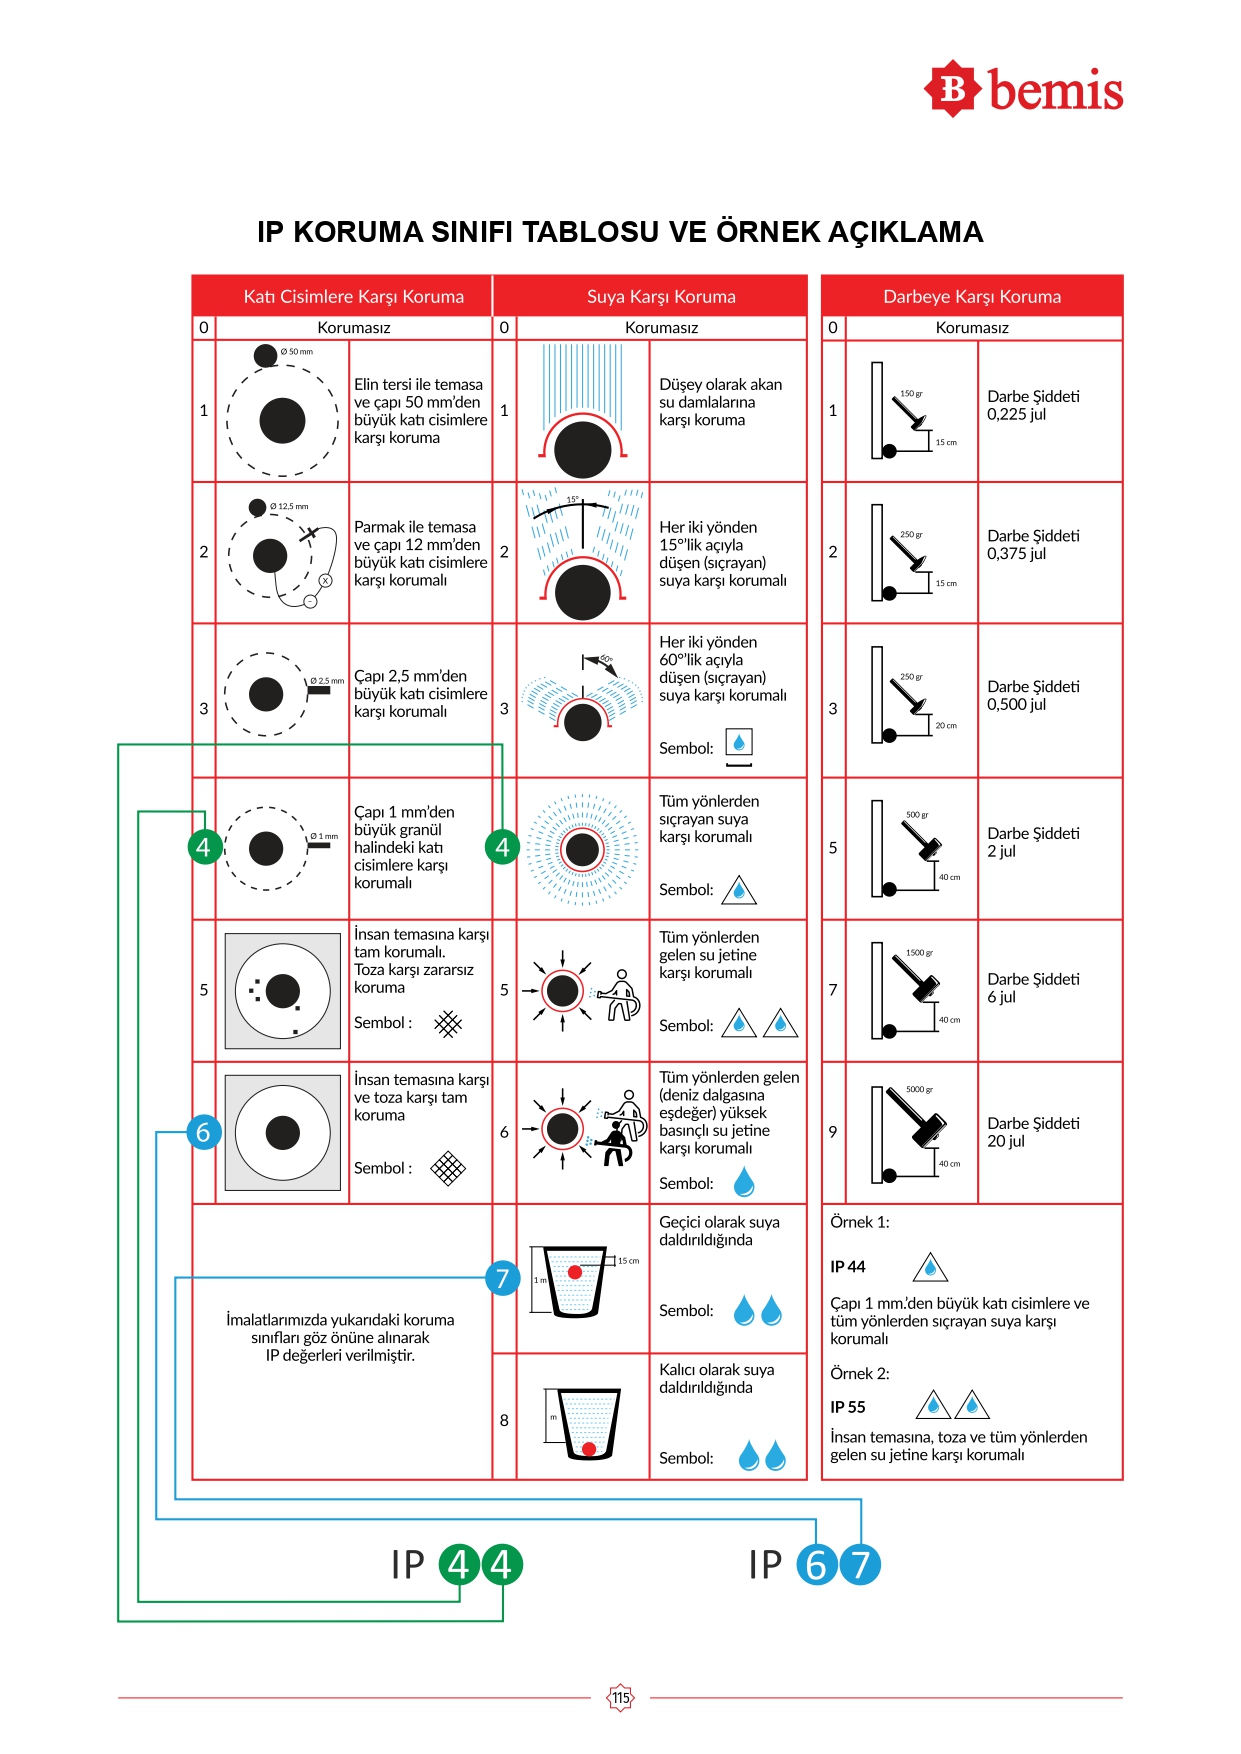 B bemis
IP KORUMA SINIFI TABLOSU VE ÖRNEK AÇIKLAMA
Katı Cisimlere Karşı Koruma
Suya Karşı Koruma
Darbeye Karşı Koruma
0 Korumasız
0 Korumasız
0 Korumasız
1
Ø 50 mm
Elin tersi ile temasa
ve çapı 50 mm’den
büyük katı cisimlere
karşı koruma
1
Düşey olarak akan
su damlalarına
karşı koruma
1
150 gr
15 cm
Darbe Şiddeti
0,225 jul
2
Ø 12,5 mm
X
−
Parmak ile temasa
ve çapı 12 mm’den
büyük katı cisimlere
karşı korumalı
2
15°
Her iki yönden
15°’lik açıyla
düşen (sıçrayan)
suya karşı korumalı
2
250 gr
15 cm
Darbe Şiddeti
0,375 jul
3
Ø 2,5 mm
Çapı 2,5 mm’den
büyük katı cisimlere
karşı korumalı
3
60°
Her iki yönden
60°’lik açıyla
düşen (sıçrayan)
suya karşı korumalı
Sembol:
3
250 gr
20 cm
Darbe Şiddeti
0,500 jul
4
Ø 1 mm
Çapı 1 mm’den
büyük granül
halindeki katı
cisimlere karşı
korumalı
4
Tüm yönlerden
sıçrayan suya
karşı korumalı
Sembol:
5
500 gr
40 cm
Darbe Şiddeti
2 jul
5
İnsan temasına karşı
tam korumalı.
Toza karşı zararsız
koruma
Sembol :
5
Tüm yönlerden
gelen su jetine
karşı korumalı
Sembol:
7
1500 gr
40 cm
Darbe Şiddeti
6 jul
6
İnsan temasına karşı
ve toza karşı tam
koruma
Sembol :
6
Tüm yönlerden gelen
(deniz dalgasına
eşdeğer) yüksek
basınçlı su jetine
karşı korumalı
Sembol:
9
5000 gr
40 cm
Darbe Şiddeti
20 jul
İmalatlarımızda yukarıdaki koruma
sınıfları göz önüne alınarak
IP değerleri verilmiştir.
7
1 m
15 cm
Geçici olarak suya
daldırıldığında
Sembol:
8
m
Kalıcı olarak suya
daldırıldığında
Sembol:
Örnek 1:
IP 44
Çapı 1 mm.’den büyük katı cisimlere ve
tüm yönlerden sıçrayan suya karşı
korumalı
Örnek 2:
IP 55
İnsan temasına, toza ve tüm yönlerden
gelen su jetine karşı korumalı
IP 4 4
IP 6 7
115